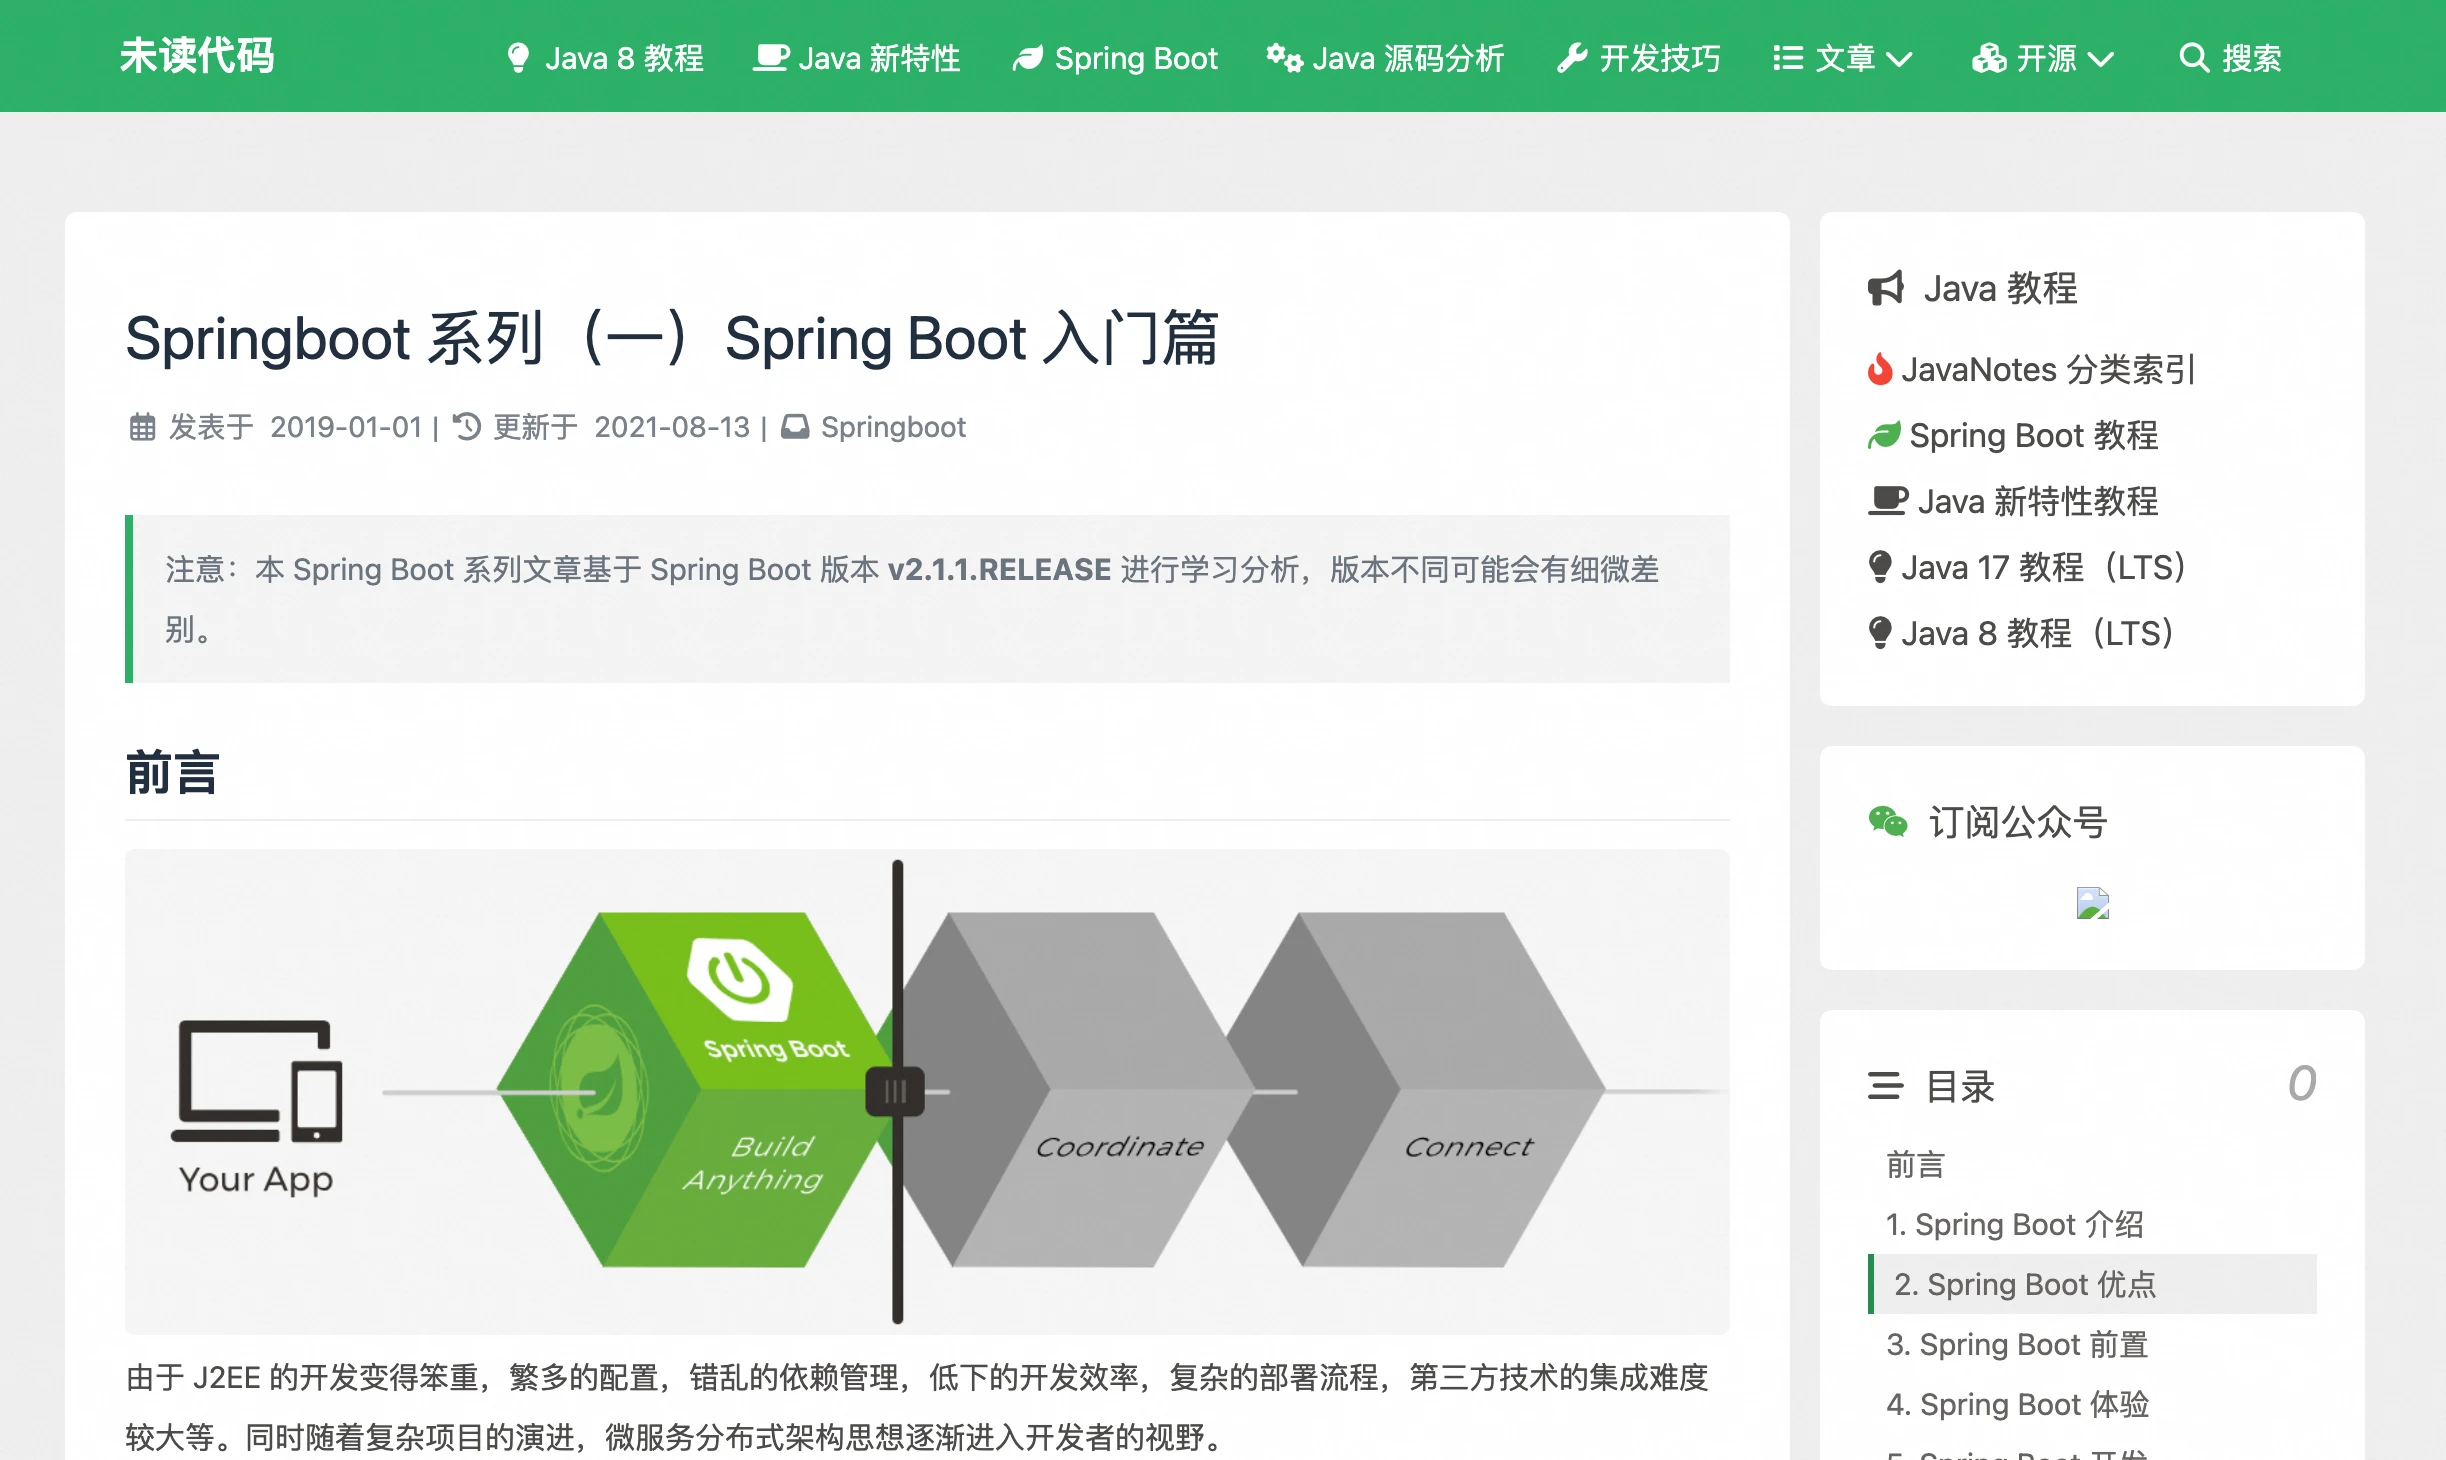 未读代码
Java 8 教程
Java 新特性
Spring Boot
Java 源码分析
开发技巧
文章
开源
搜索
Springboot 系列（一）Spring Boot 入门篇
发表于 2019-01-01 | 更新于 2021-08-13 | Springboot
注意：本 Spring Boot 系列文章基于 Spring Boot 版本 v2.1.1.RELEASE 进行学习分析，版本不同可能会有细微差
别。
前言
Spring Boot
Build
Anything
Coordinate
Connect
Your App
由于 J2EE 的开发变得笨重，繁多的配置，错乱的依赖管理，低下的开发效率，复杂的部署流程，第三方技术的集成难度
较大等。同时随着复杂项目的演进，微服务分布式架构思想逐渐进入开发者的视野。
Java 教程
JavaNotes 分类索引
Spring Boot 教程
Java 新特性教程
Java 17 教程（LTS）
Java 8 教程（LTS）
订阅公众号
目录
0
前言
1. Spring Boot 介绍
2. Spring Boot 优点
3. Spring Boot 前置
4. Spring Boot 体验
5. Spring Boot 开发